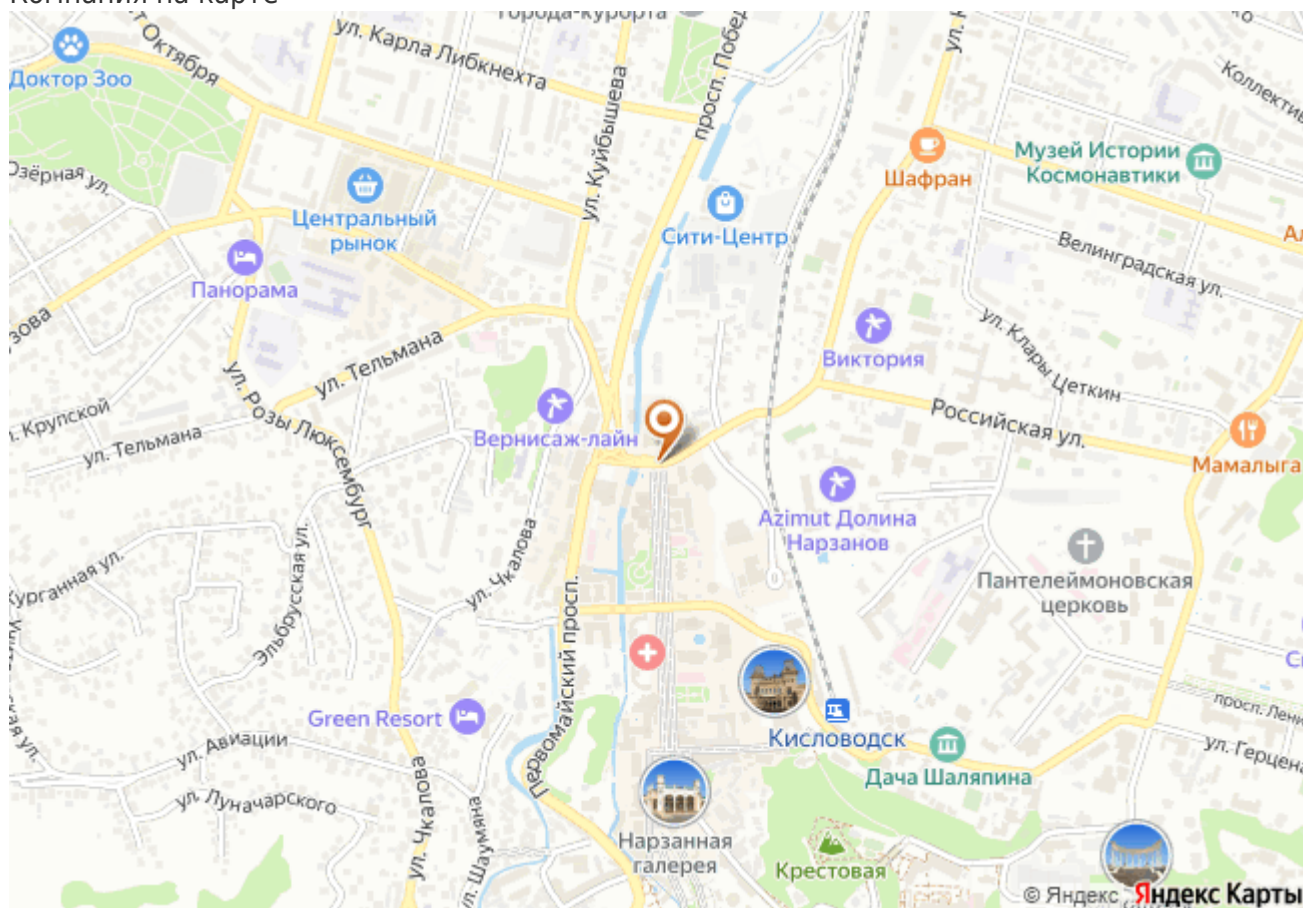 Компания на карте
города-курорта
ул. Карла Либкнехта
Октября
Доктор Зоо
просп. Побед
ул. Куйбышева
Коллектив
Шафран
Музей Истории
Космонавтики
Озёрная ул.
Центральный
рынок
Сити-Центр
Велинградская ул.
Панорама
ул. Клары Цеткин
Виктория
ул. Тельмана
Крупской
ул. Тельмана
ул. Розы Люксембург
Вернисаж-лайн
Российская ул.
Мамалыга
Azimut Долина
Нарзанов
Пантелеймоновская
церковь
Курганная ул.
Эльбрусская ул.
ул. Чкалова
Первомайский просп.
Green Resort
Кисловодск
просп. Лени
ул. Герцена
ул. Авиации
Дача Шаляпина
ул. Луначарского
ул. Чкалова
ул. Шаумяна
Нарзанная
галерея
Крестовая
© Яндекс Яндекс Карты